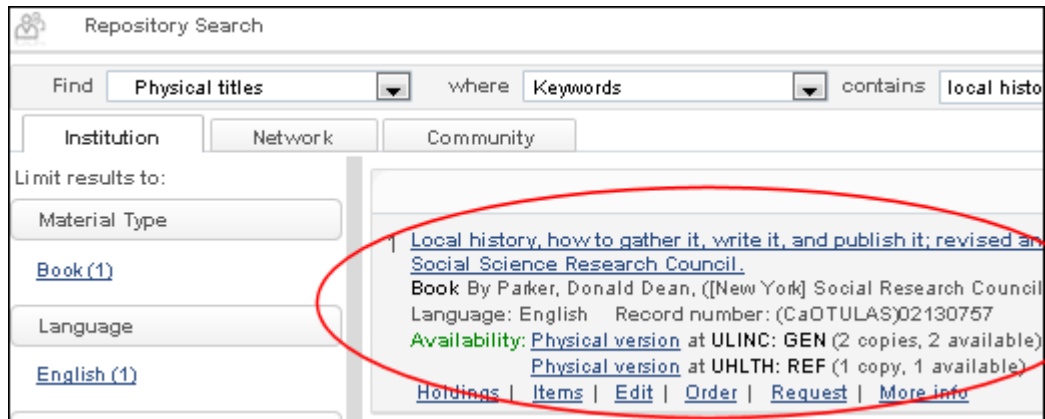 Repository Search
Find Physical titles where Keywords contains local histo
Institution Network Community
Limit results to:
Material Type
Book (1)
Language
English (1)
1 Local history, how to gather it, write it, and publish it; revised an
Social Science Research Council.
Book By Parker, Donald Dean, ([New York] Social Research Council
Language: English Record number: (CaOTULAS)02130757
Availability: Physical version at ULINC: GEN (2 copies, 2 available)
Physical version at UHLTH: REF (1 copy, 1 available)
Holdings | Items | Edit | Order | Request | More info